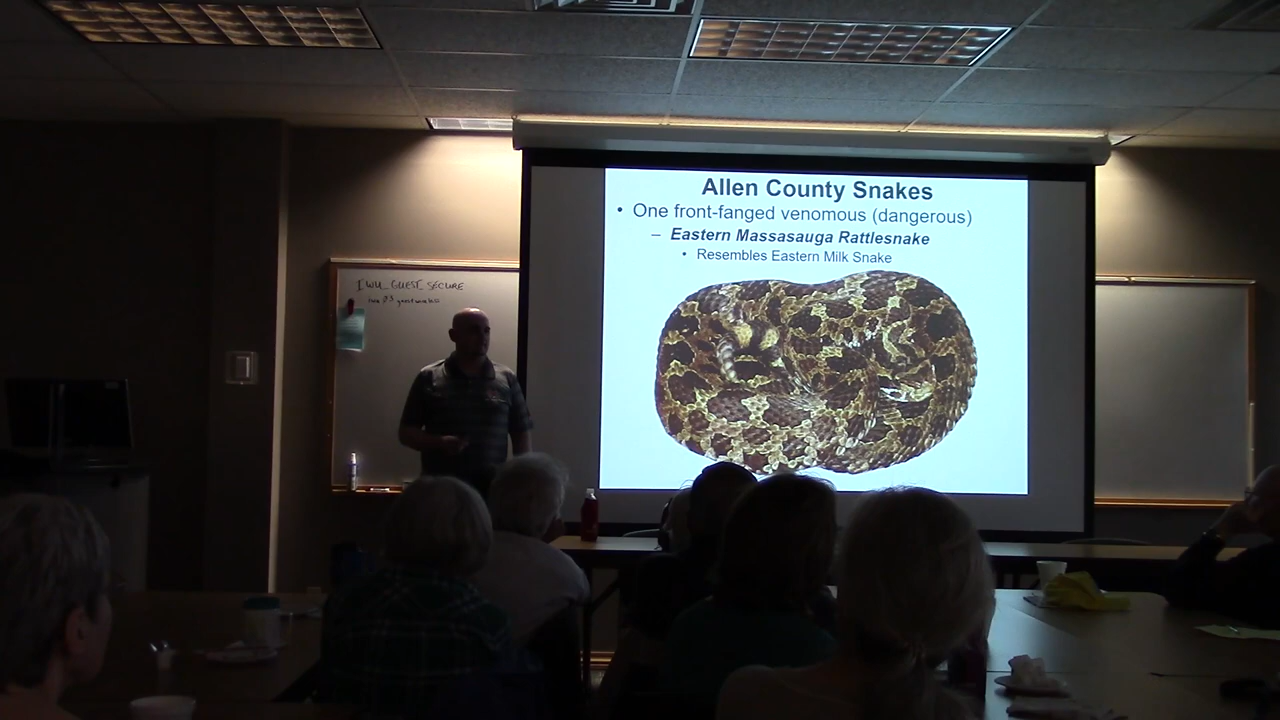 Allen County Snakes
• One front-fanged venomous (dangerous)
– Eastern Massasauga Rattlesnake
• Resembles Eastern Milk Snake
IWU_GUEST_SECURE